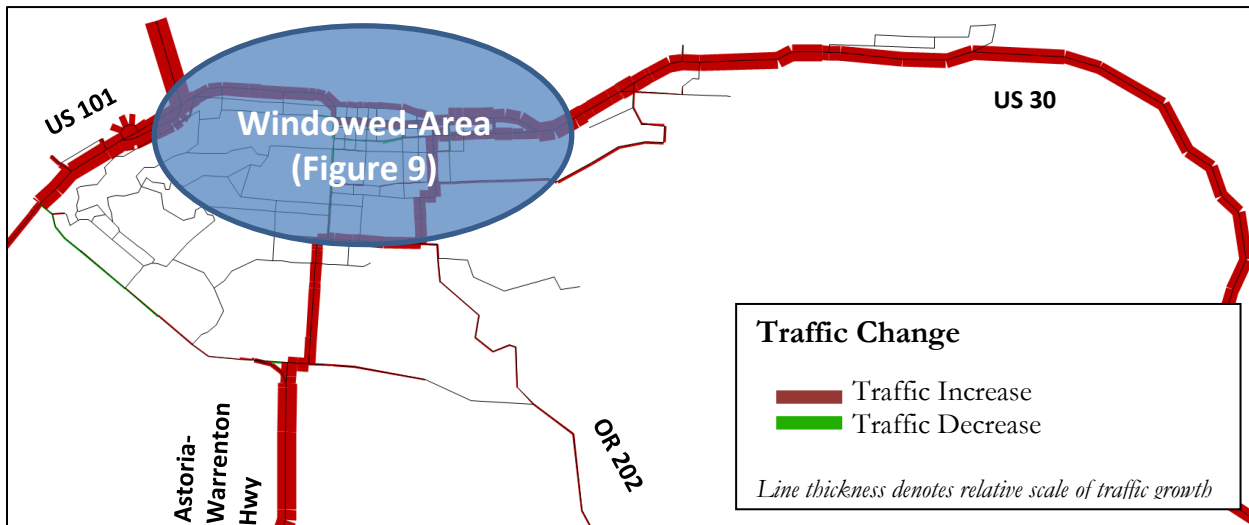 US 101
Windowed-Area
(Figure 9)
US 30
Astoria-
Warrenton
Hwy
OR 202
Traffic Change
Traffic Increase
Traffic Decrease
Line thickness denotes relative scale of traffic growth